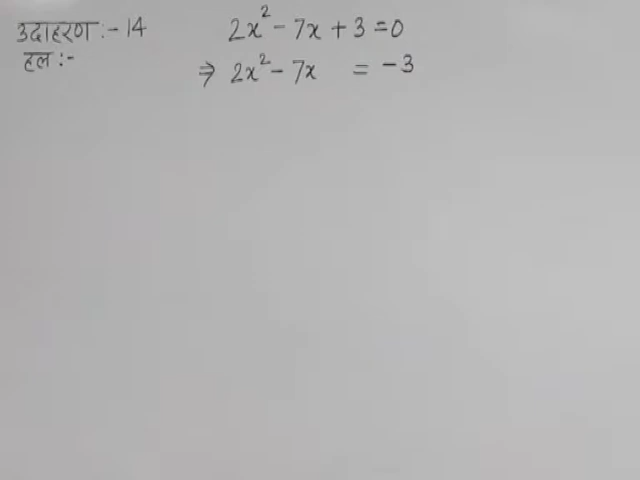 उदाहरण :- 14 2x² - 7x + 3 = 0
हल :- ⇒ 2x² - 7x = - 3